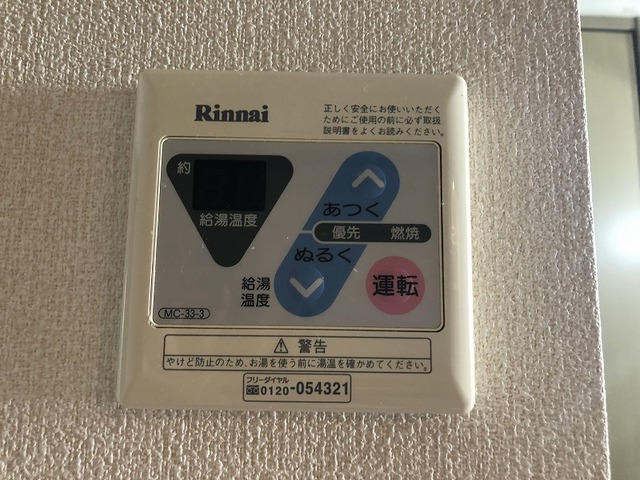 Rinnai
正しく安全にお使いいただく
ためにご使用の前に必ず取扱
説明書をよくお読みください。
約
給湯温度
あつく
優先 燃焼
ぬるく
給湯
温度
運転
MC-33-3
⚠ 警告
やけど防止のため、お湯を使う前に湯温を確かめてください。
フリーダイヤル
0120-054321